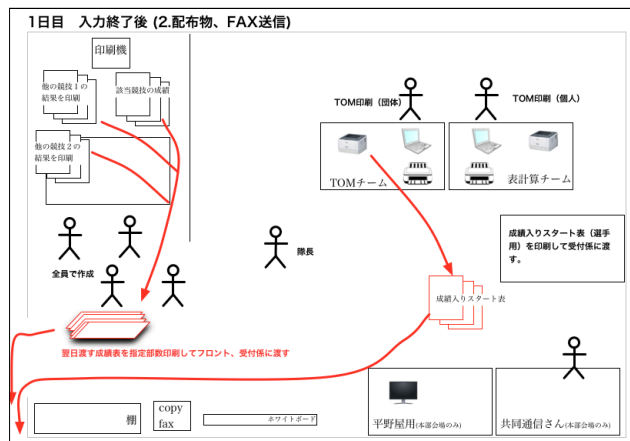 1日目 入力終了後 (2.配布物、FAX送信)
印刷機
他の競技1の
結果を印刷
該当競技の成績
他の競技2の
結果を印刷
TOM印刷（団体）
TOM印刷（個人）
TOMチーム
表計算チーム
成績入りスタート表（選手
用）を印刷して受付係に渡
す。
隊長
全員で作成
成績入りスタート表
翌日渡す成績表を指定部数印刷してフロント、受付係に渡す
棚
copy
fax
ホワイトボード
平野屋用(本部会場のみ)
共同通信さん(本部会場のみ)